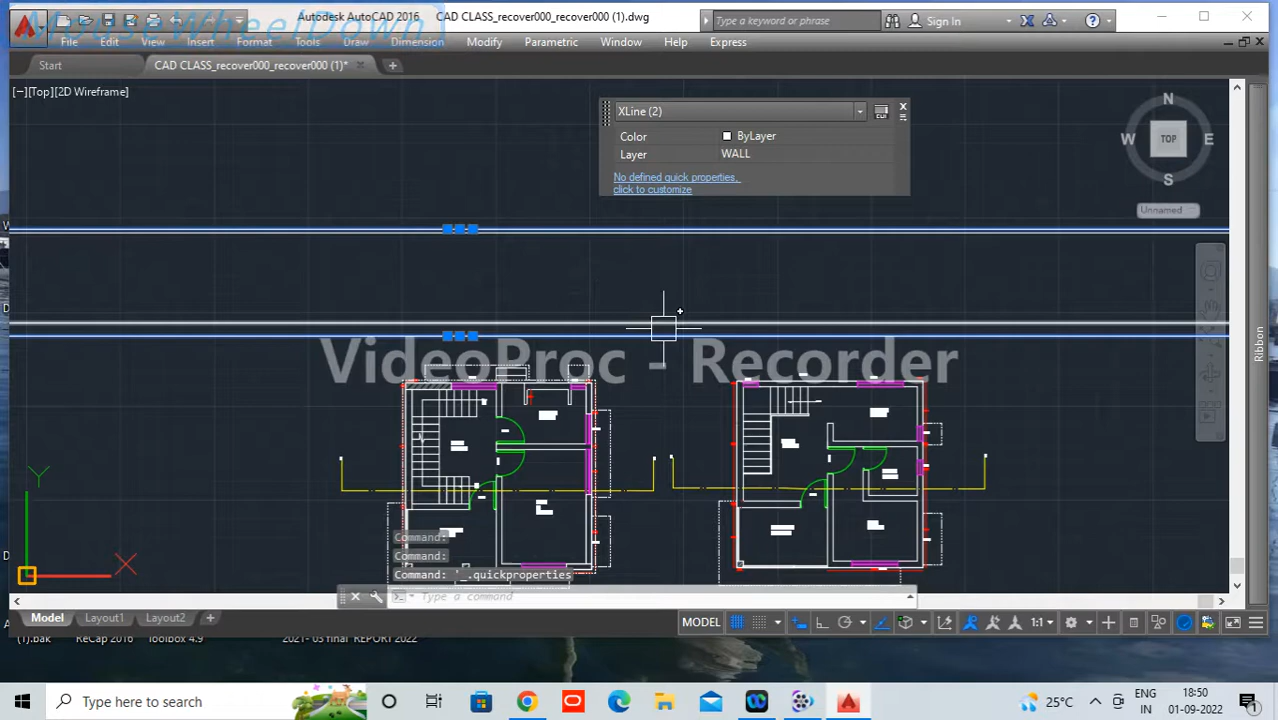 MouseWheelDown
Autodesk AutoCAD 2016 CAD CLASS_recover000_recover000 (1).dwg
Type a keyword or phrase
Sign In
File Edit View Insert Format Tools Draw Dimension Modify Parametric Window Help Express
Start
CAD CLASS_recover000_recover000 (1)*
[−][Top][2D Wireframe]
XLine (2)
Color ByLayer
Layer WALL
No defined quick properties,
click to customize
N
W TOP E
S
Unnamed
Ribbon
VideoProc - Recorder
Y
X
Command:
Command:
Command: '_.quickproperties
Type a command
Model Layout1 Layout2
MODEL
1:1
(1).bak ReCap 2016 Toolbox 4.9 2021- 03 final REPORT 2022
Type here to search
25°C
ENG
IN
18:50
01-09-2022
1